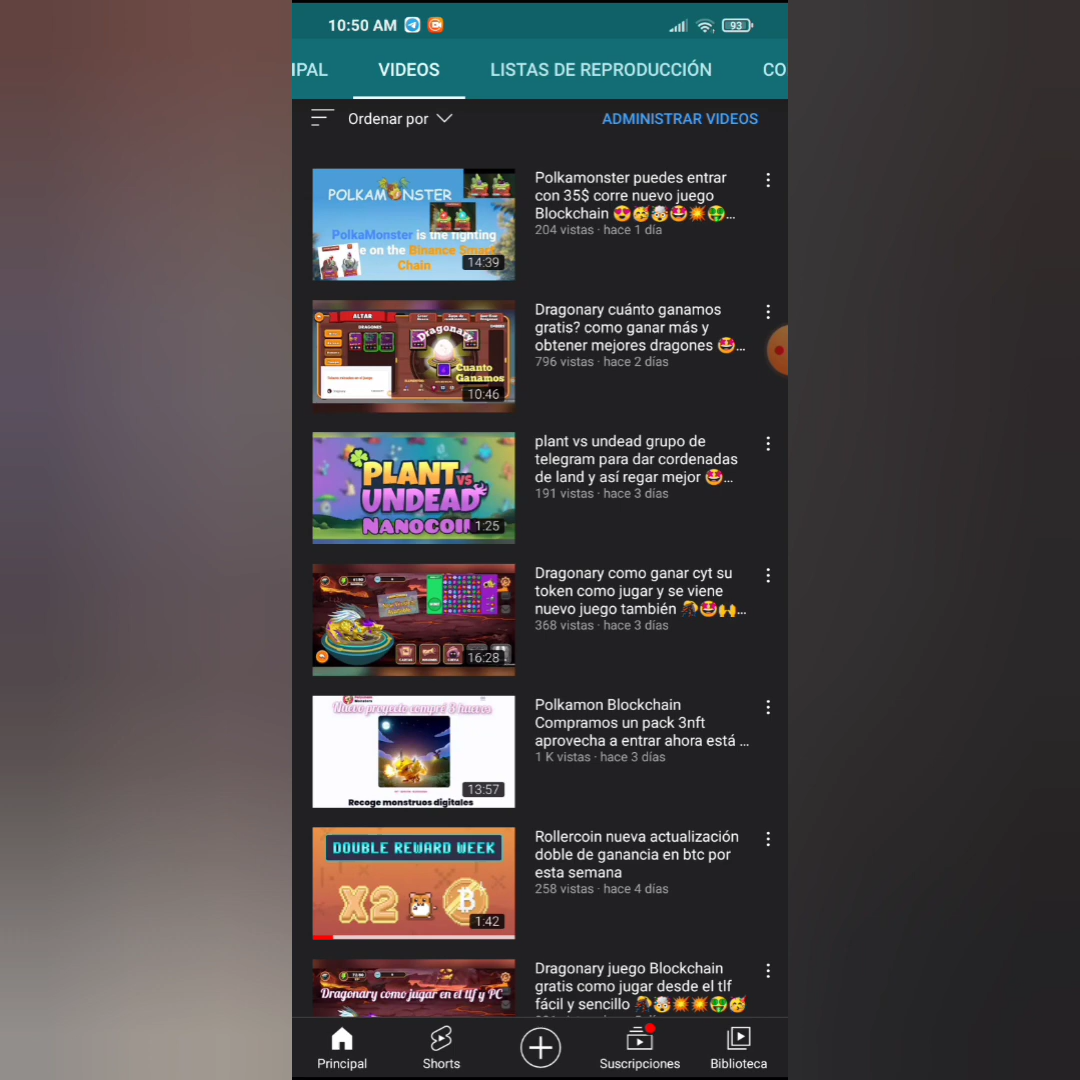 10:50 AM
93
IPAL
VIDEOS
LISTAS DE REPRODUCCIÓN
CO
Ordenar por
ADMINISTRAR VIDEOS
POLKAMONSTER
PolkaMonster is the fighting
e on the Binance Smart
Chain
14:39
Polkamonster puedes entrar
con 35$ corre nuevo juego
Blockchain 😍🥳🤯🤩💥🤑...
204 vistas · hace 1 día
ALTAR
DRAGONES
Dragonary
Cuanto
Ganamos
10:46
Dragonary cuánto ganamos
gratis? como ganar más y
obtener mejores dragones 🤩...
796 vistas · hace 2 días
PLANT VS
UNDEAD
NANOCOIN
1:25
plant vs undead grupo de
telegram para dar cordenadas
de land y así regar mejor 🤩...
191 vistas · hace 3 días
16:28
Dragonary como ganar cyt su
token como jugar y se viene
nuevo juego también 🤩🙌...
368 vistas · hace 3 días
Nuevo proyecto compré 3 huevos
13:57
Recoge monstruos digitales
Polkamon Blockchain
Compramos un pack 3nft
aprovecha a entrar ahora está ...
1 K vistas · hace 3 días
DOUBLE REWARD WEEK
X2
1:42
Rollercoin nueva actualización
doble de ganancia en btc por
esta semana
258 vistas · hace 4 días
Dragonary como jugar en el tlf y PC
Dragonary juego Blockchain
gratis como jugar desde el tlf
fácil y sencillo 🤯💥💥🤑🥳
Principal
Shorts
Suscripciones
Biblioteca